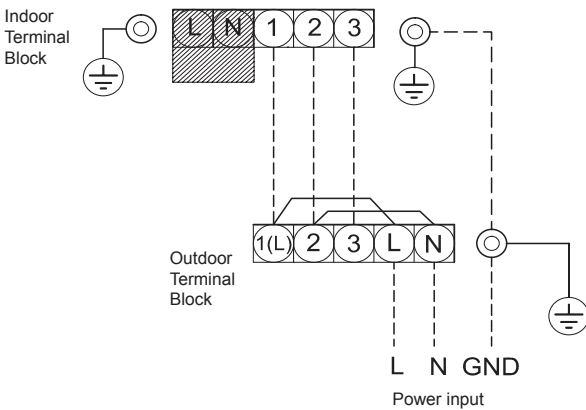 Indoor
Terminal
Block
L N 1 2 3
1(L) 2 3 L N
Outdoor
Terminal
Block
L N GND
Power input